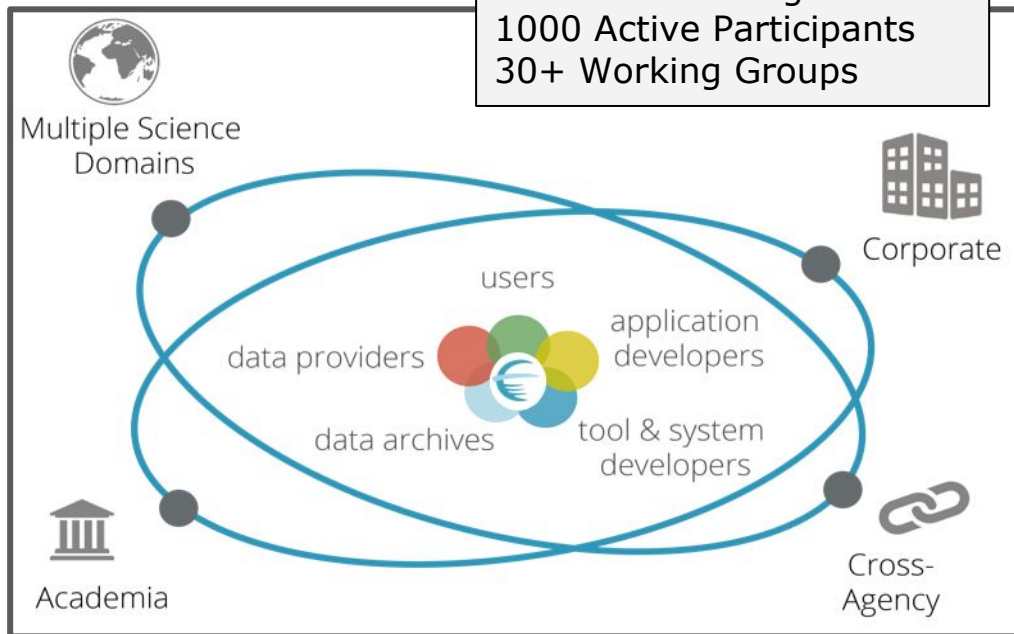 1000 Active Participants
30+ Working Groups
Multiple Science
Domains
Corporate
users
application
developers
data providers
data archives
tool & system
developers
Academia
Cross-
Agency